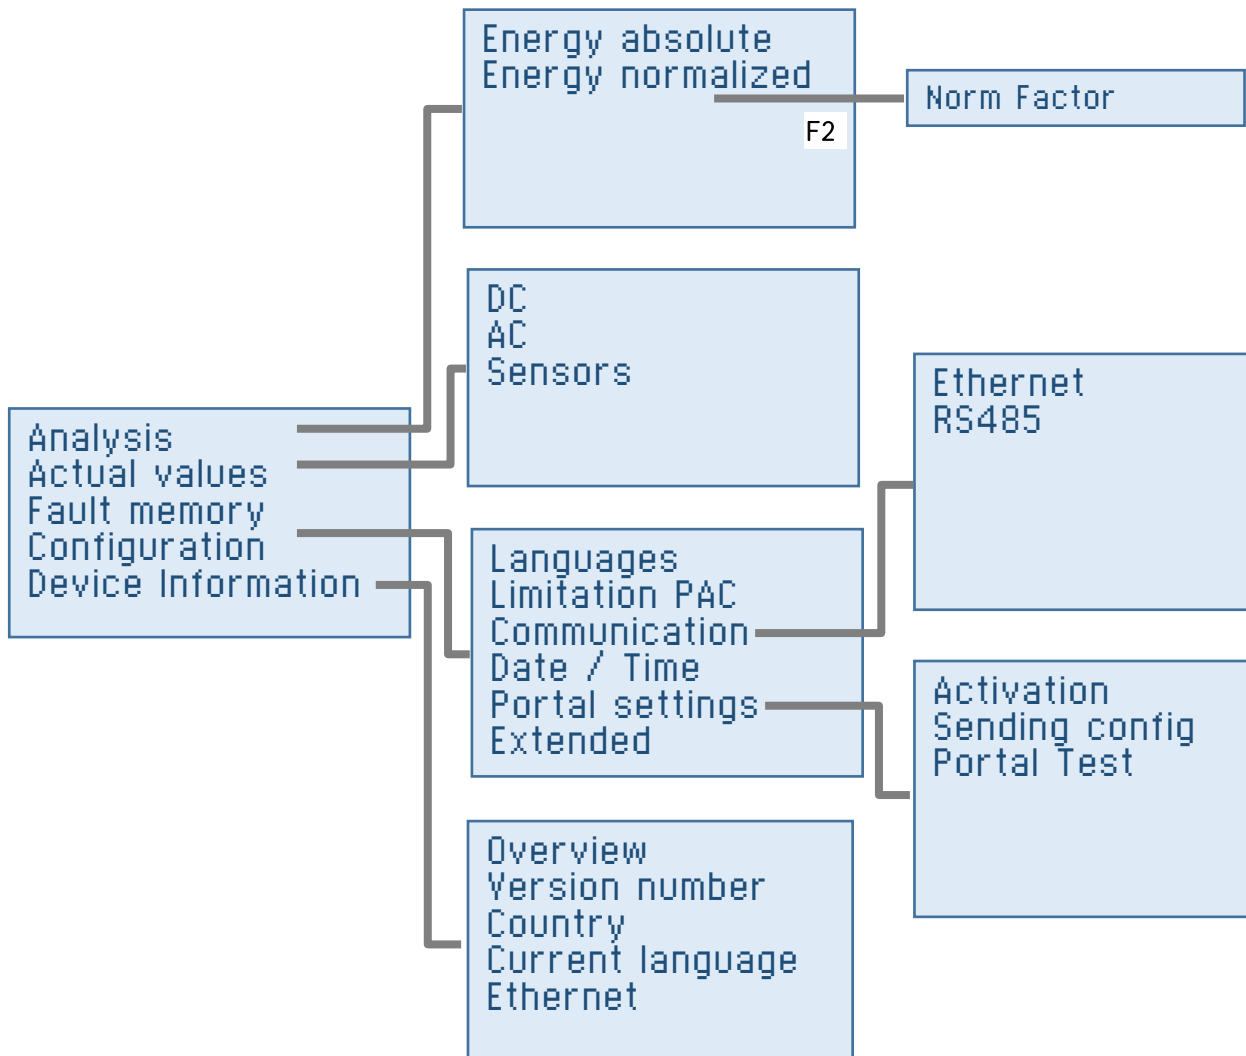 Energy absolute
Energy normalized
F2
Norm Factor
DC
AC
Sensors
Analysis
Actual values
Fault memory
Configuration
Device Information
Languages
Limitation PAC
Communication
Date / Time
Portal settings
Extended
Ethernet
RS485
Activation
Sending config
Portal Test
Overview
Version number
Country
Current language
Ethernet